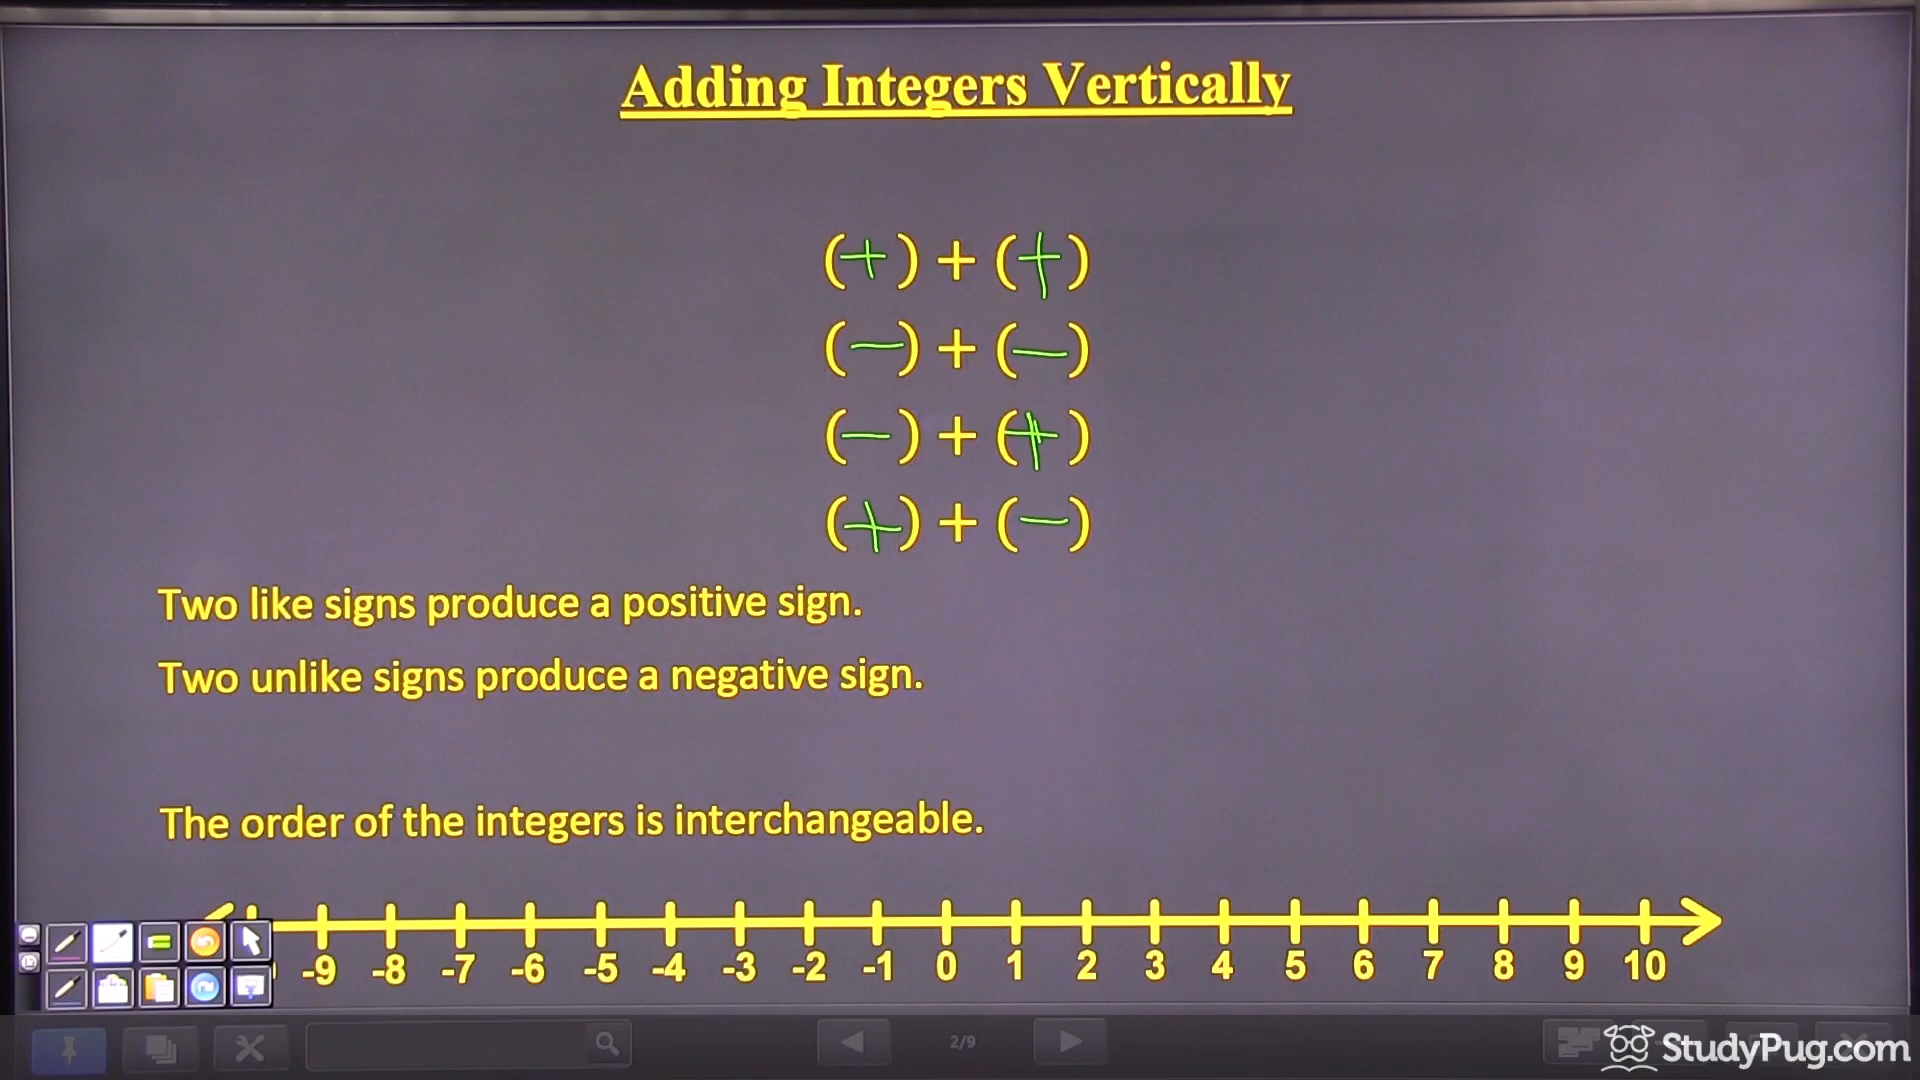 Adding Integers Vertically
(+) + (+)
(—) + (—)
(—) + (+)
(+) + (—)
Two like signs produce a positive sign.
Two unlike signs produce a negative sign.
The order of the integers is interchangeable.
-9 -8 -7 -6 -5 -4 -3 -2 -1 0 1 2 3 4 5 6 7 8 9 10
2/9
StudyPug.com